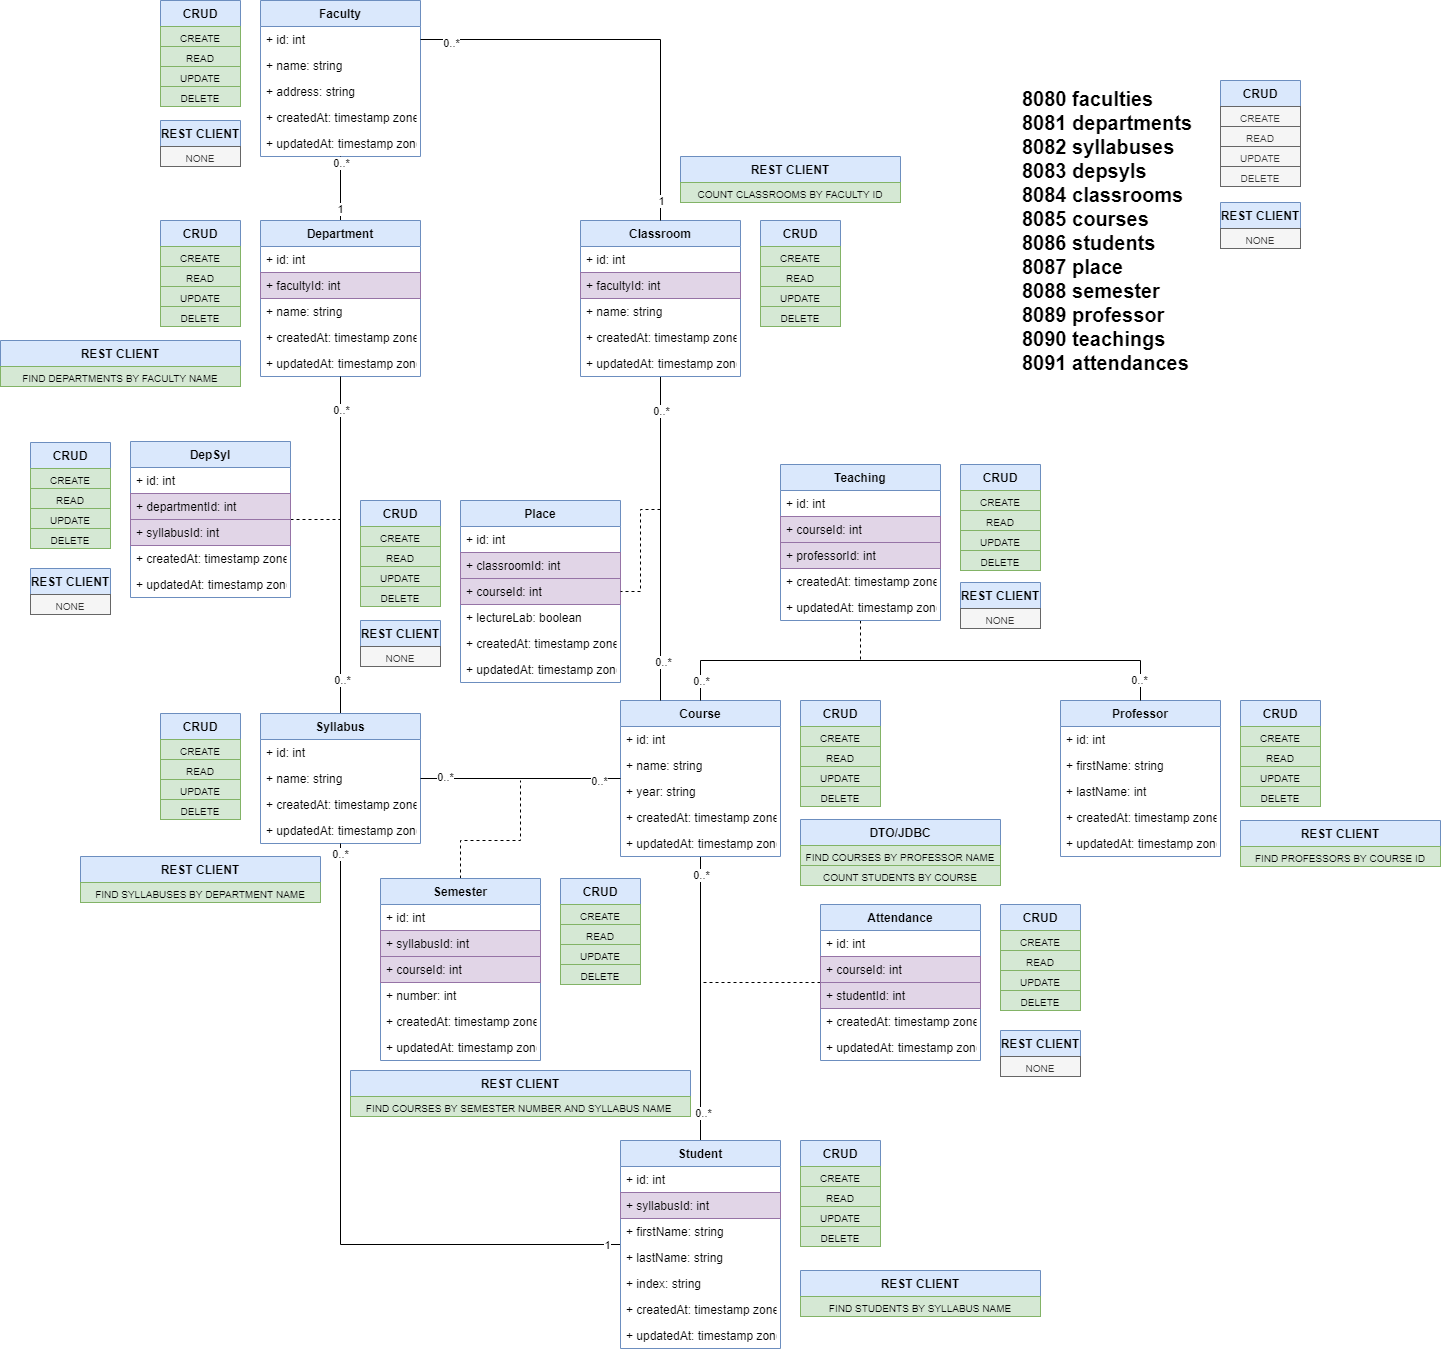 CRUD
CREATE
READ
UPDATE
DELETE
REST CLIENT
NONE
Faculty
+ id: int
+ name: string
+ address: string
+ createdAt: timestamp zone
+ updatedAt: timestamp zon
0..*
0..*
1
1
REST CLIENT
COUNT CLASSROOMS BY FACULTY ID
8080 faculties
8081 departments
8082 syllabuses
8083 depsyls
8084 classrooms
8085 courses
8086 students
8087 place
8088 semester
8089 professor
8090 teachings
8091 attendances
CRUD
CREATE
READ
UPDATE
DELETE
REST CLIENT
NONE
CRUD
CREATE
READ
UPDATE
DELETE
REST CLIENT
FIND DEPARTMENTS BY FACULTY NAME
Department
+ id: int
+ facultyId: int
+ name: string
+ createdAt: timestamp zone
+ updatedAt: timestamp zon
0..*
Classroom
+ id: int
+ facultyId: int
+ name: string
+ createdAt: timestamp zone
+ updatedAt: timestamp zon
0..*
CRUD
CREATE
READ
UPDATE
DELETE
CRUD
CREATE
READ
UPDATE
DELETE
REST CLIENT
NONE
DepSyl
+ id: int
+ departmentId: int
+ syllabusId: int
+ createdAt: timestamp zone
+ updatedAt: timestamp zon
CRUD
CREATE
READ
UPDATE
DELETE
REST CLIENT
NONE
Place
+ id: int
+ classroomId: int
+ courseId: int
+ lectureLab: boolean
+ createdAt: timestamp zone
+ updatedAt: timestamp zon
Teaching
+ id: int
+ courseId: int
+ professorId: int
+ createdAt: timestamp zone
+ updatedAt: timestamp zon
CRUD
CREATE
READ
UPDATE
DELETE
REST CLIENT
NONE
0..*
0..*
0..*
0..*
CRUD
CREATE
READ
UPDATE
DELETE
REST CLIENT
FIND SYLLABUSES BY DEPARTMENT NAME
Syllabus
+ id: int
+ name: string
+ createdAt: timestamp zone
+ updatedAt: timestamp zon
0..*
0..*
0..*
Course
+ id: int
+ name: string
+ year: string
+ createdAt: timestamp zone
+ updatedAt: timestamp zon
0..*
CRUD
CREATE
READ
UPDATE
DELETE
DTO/JDBC
FIND COURSES BY PROFESSOR NAME
COUNT STUDENTS BY COURSE
Professor
+ id: int
+ firstName: string
+ lastName: int
+ createdAt: timestamp zone
+ updatedAt: timestamp zon
CRUD
CREATE
READ
UPDATE
DELETE
REST CLIENT
FIND PROFESSORS BY COURSE ID
Semester
+ id: int
+ syllabusId: int
+ courseId: int
+ number: int
+ createdAt: timestamp zone
+ updatedAt: timestamp zon
CRUD
CREATE
READ
UPDATE
DELETE
REST CLIENT
FIND COURSES BY SEMESTER NUMBER AND SYLLABUS NAME
Attendance
+ id: int
+ courseId: int
+ studentId: int
+ createdAt: timestamp zone
+ updatedAt: timestamp zon
CRUD
CREATE
READ
UPDATE
DELETE
REST CLIENT
NONE
0..*
1
Student
+ id: int
+ syllabusId: int
+ firstName: string
+ lastName: string
+ index: string
+ createdAt: timestamp zone
+ updatedAt: timestamp zon
CRUD
CREATE
READ
UPDATE
DELETE
REST CLIENT
FIND STUDENTS BY SYLLABUS NAME